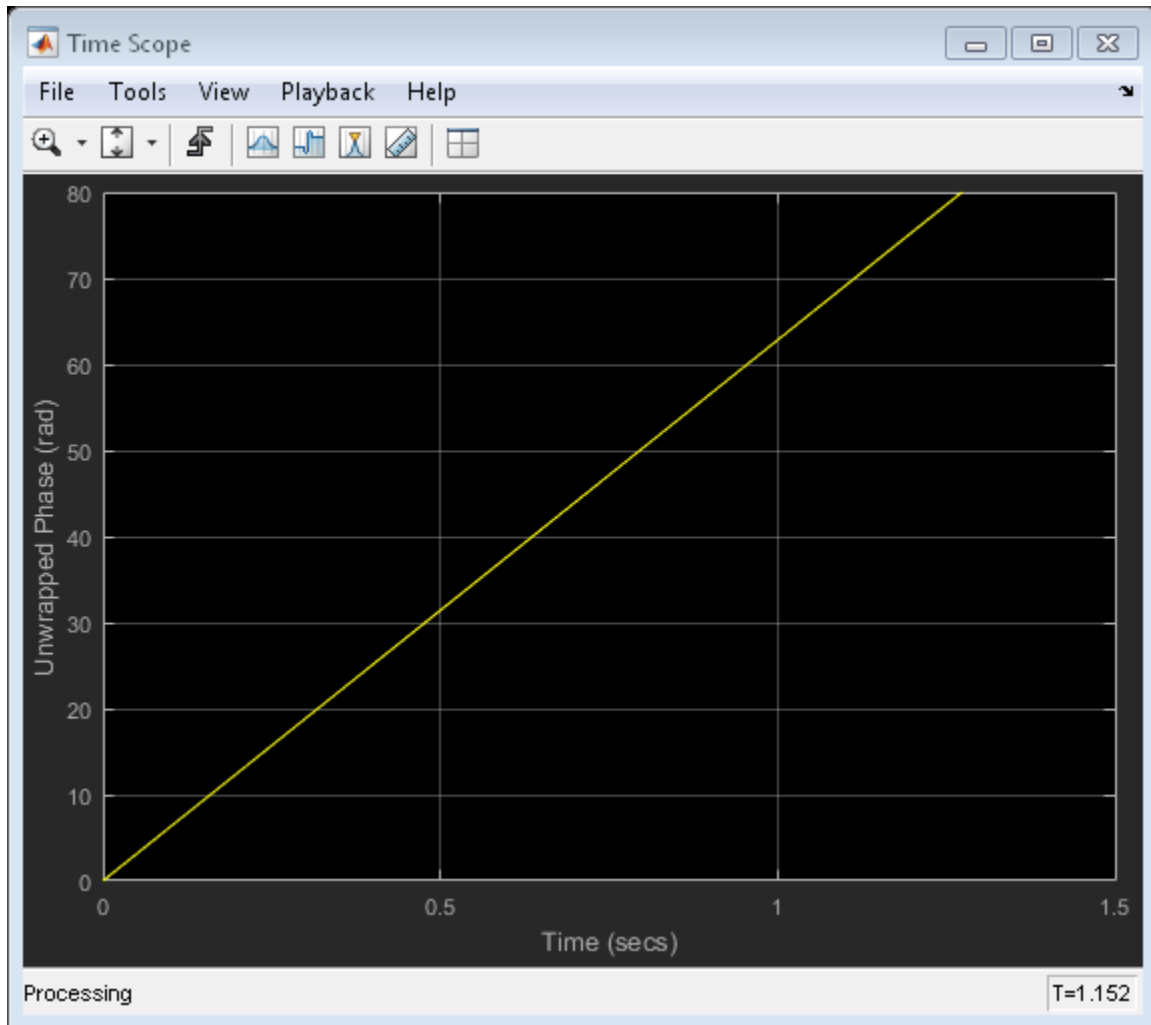 Time Scope
File Tools View Playback Help
80
70
60
50
40
30
20
10
0
Unwrapped Phase (rad)
0 0.5 1 1.5
Time (secs)
Processing T=1.152